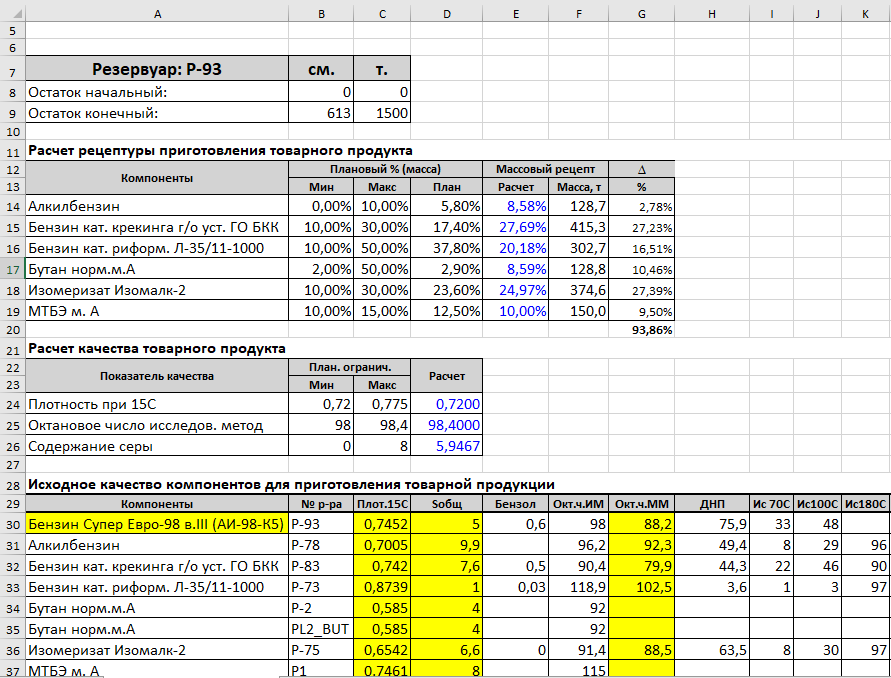 A B C D E F G H I J K
5
6
7 Резервуар: Р-93 см. т.
8 Остаток начальный: 0 0
9 Остаток конечный: 613 1500
10
11 Расчет рецептуры приготовления товарного продукта
12 Компоненты Плановый % (масса) Массовый рецепт Δ
13 Мин Макс План Расчет Масса, т %
14 Алкилбензин 0,00% 10,00% 5,80% 8,58% 128,7 2,78%
15 Бензин кат. крекинга г/о уст. ГО БКК 10,00% 30,00% 17,40% 27,69% 415,3 27,23%
16 Бензин кат. риформ. Л-35/11-1000 10,00% 50,00% 37,80% 20,18% 302,7 16,51%
17 Бутан норм.м.А 2,00% 50,00% 2,90% 8,59% 128,8 10,46%
18 Изомеризат Изомалк-2 10,00% 30,00% 23,60% 24,97% 374,6 27,39%
19 МТБЭ м. А 10,00% 15,00% 12,50% 10,00% 150,0 9,50%
20 93,86%
21 Расчет качества товарного продукта
22 Показатель качества План. огранич. Расчет
23 Мин Макс
24 Плотность при 15С 0,72 0,775 0,7200
25 Октановое число исследов. метод 98 98,4 98,4000
26 Содержание серы 0 8 5,9467
27
28 Исходное качество компонентов для приготовления товарной продукции
29 Компоненты № р-ра Плот.15С Sобщ Бензол Окт.ч.ИМ Окт.ч.ММ ДНП Ис 70С Ис100С Ис180С
30 Бензин Супер Евро-98 в.III (АИ-98-К5) Р-93 0,7452 5 0,6 98 88,2 75,9 33 48
31 Алкилбензин Р-78 0,7005 9,9 96,2 92,3 49,4 8 29 96
32 Бензин кат. крекинга г/о уст. ГО БКК Р-83 0,742 7,6 0,5 90,4 79,9 44,3 22 46 90
33 Бензин кат. риформ. Л-35/11-1000 Р-73 0,8739 1 0,03 118,9 102,5 3,6 1 3 97
34 Бутан норм.м.А Р-2 0,585 4 92
35 Бутан норм.м.А PL2_BUT 0,585 4 92
36 Изомеризат Изомалк-2 Р-75 0,6542 6,6 0 91,4 88,5 63,5 8 30 97
37 МТБЭ м. А Р1 0,7461 8 115